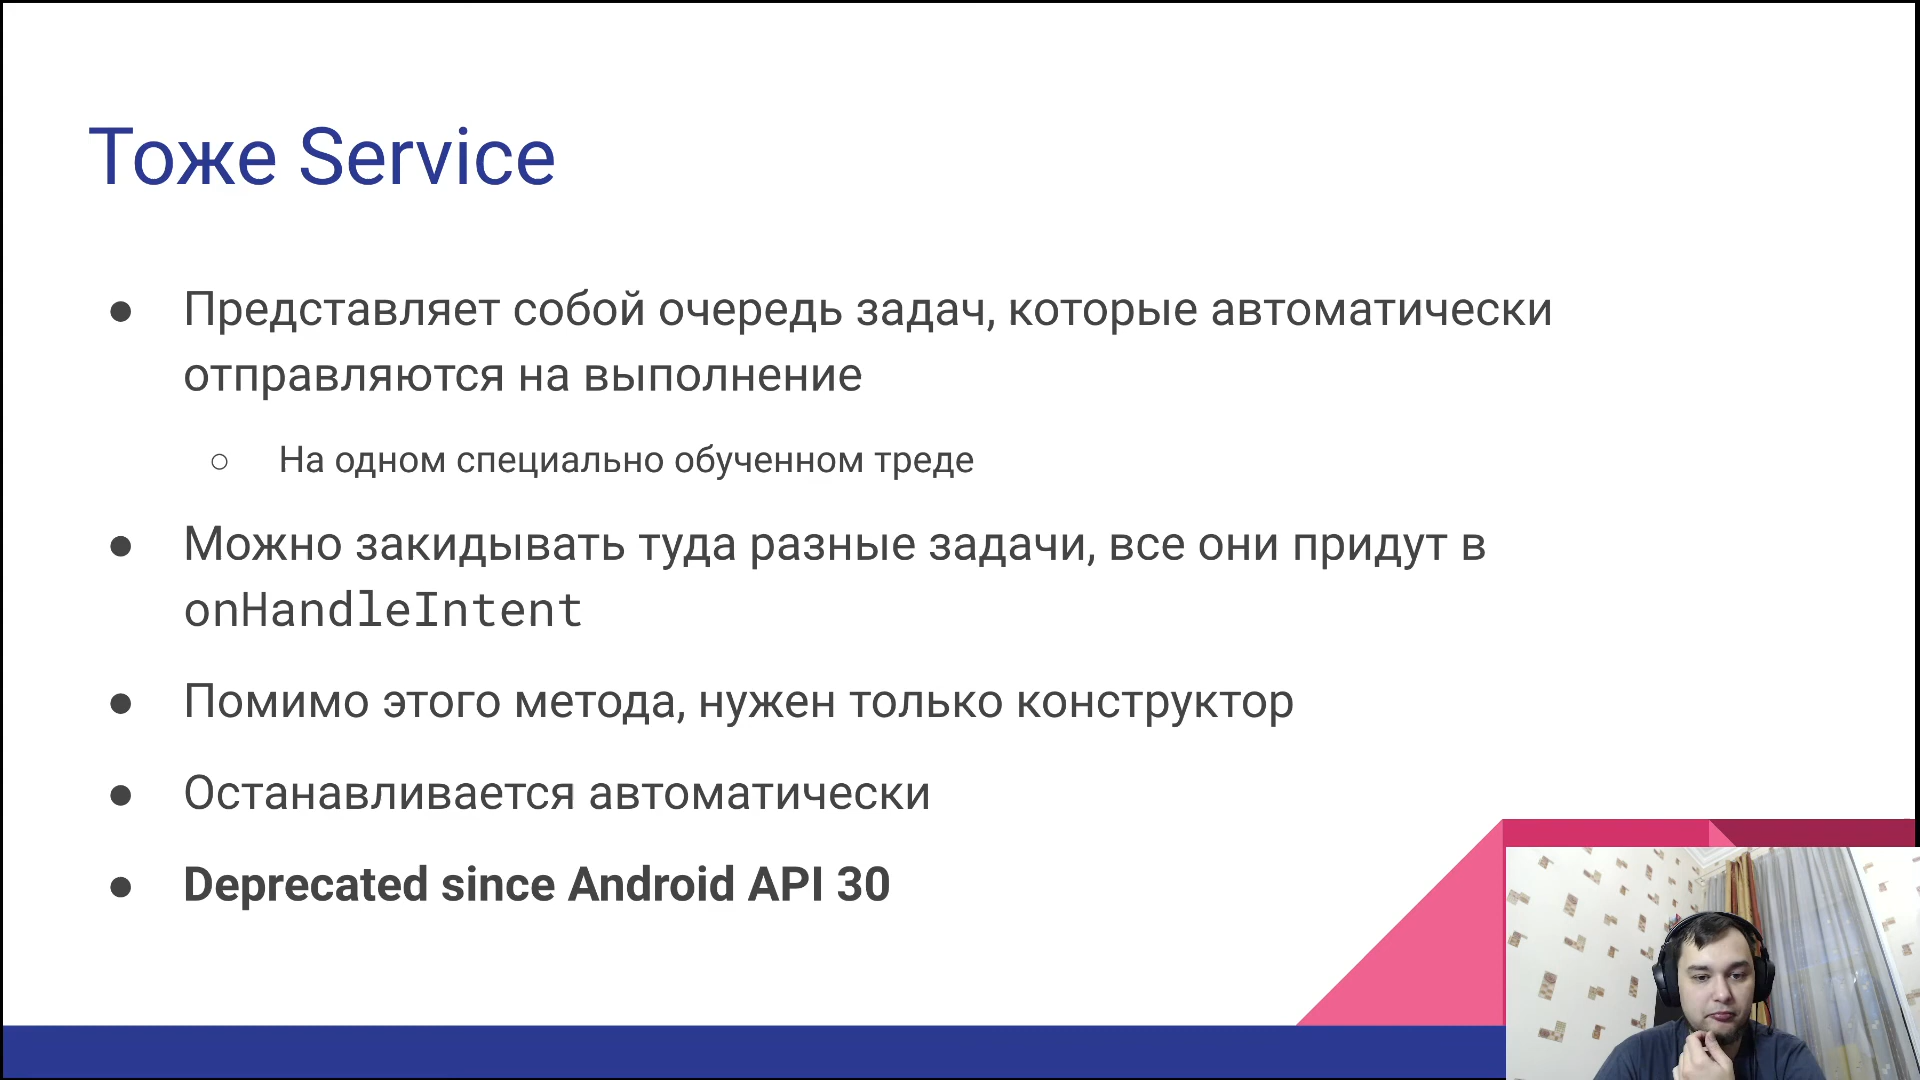 Тоже Service
● Представляет собой очередь задач, которые автоматически
отправляются на выполнение
○ На одном специально обученном треде
● Можно закидывать туда разные задачи, все они придут в
onHandleIntent
● Помимо этого метода, нужен только конструктор
● Останавливается автоматически
● Deprecated since Android API 30